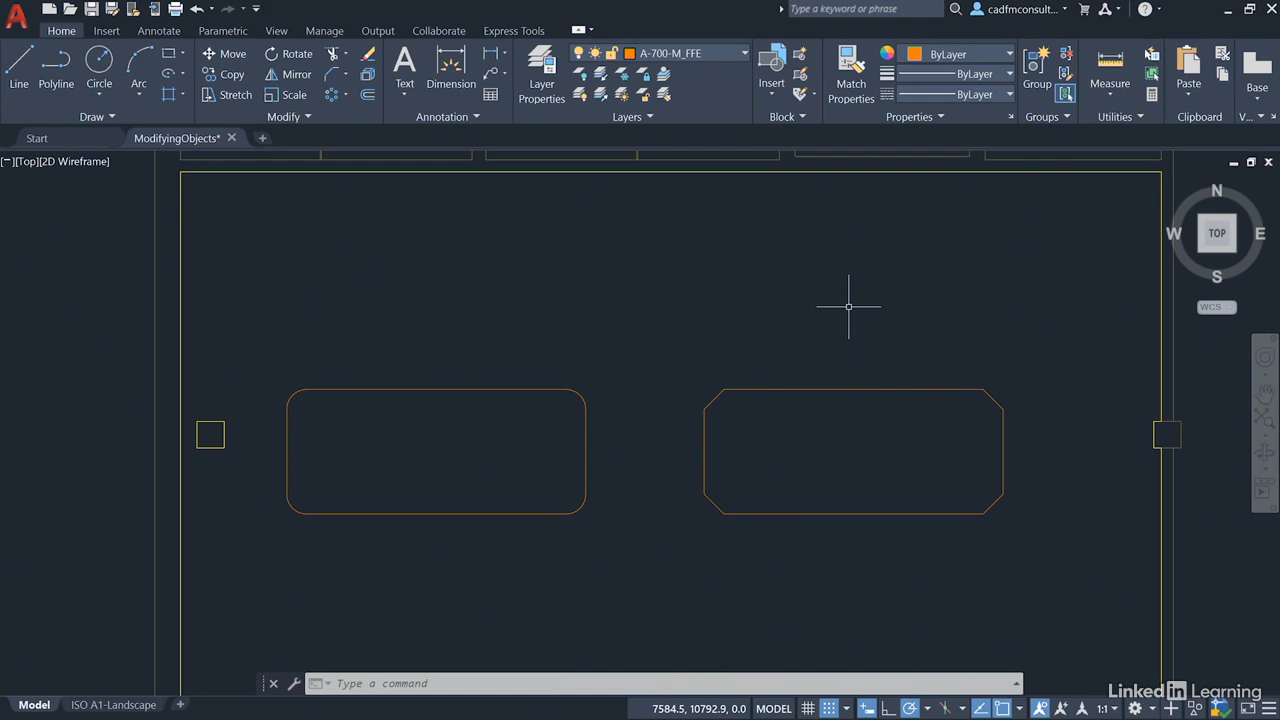 Type a keyword or phrase
cadfmconsult...
Home Insert Annotate Parametric View Manage Output Collaborate Express Tools
Line Polyline Circle Arc
Move Rotate
Copy Mirror
Stretch Scale
Text Dimension
Layer Properties
A-700-M_FFE
Insert
Match Properties
ByLayer
ByLayer
ByLayer
Group
Measure
Paste
Base
Draw Modify Annotation Layers Block Properties Groups Utilities Clipboard V...
Start ModifyingObjects*
[−][Top][2D Wireframe]
N
W TOP E
S
WCS
Type a command
LinkedIn Learning
Model ISO A1-Landscape
7584.5, 10792.9, 0.0 MODEL 1:1